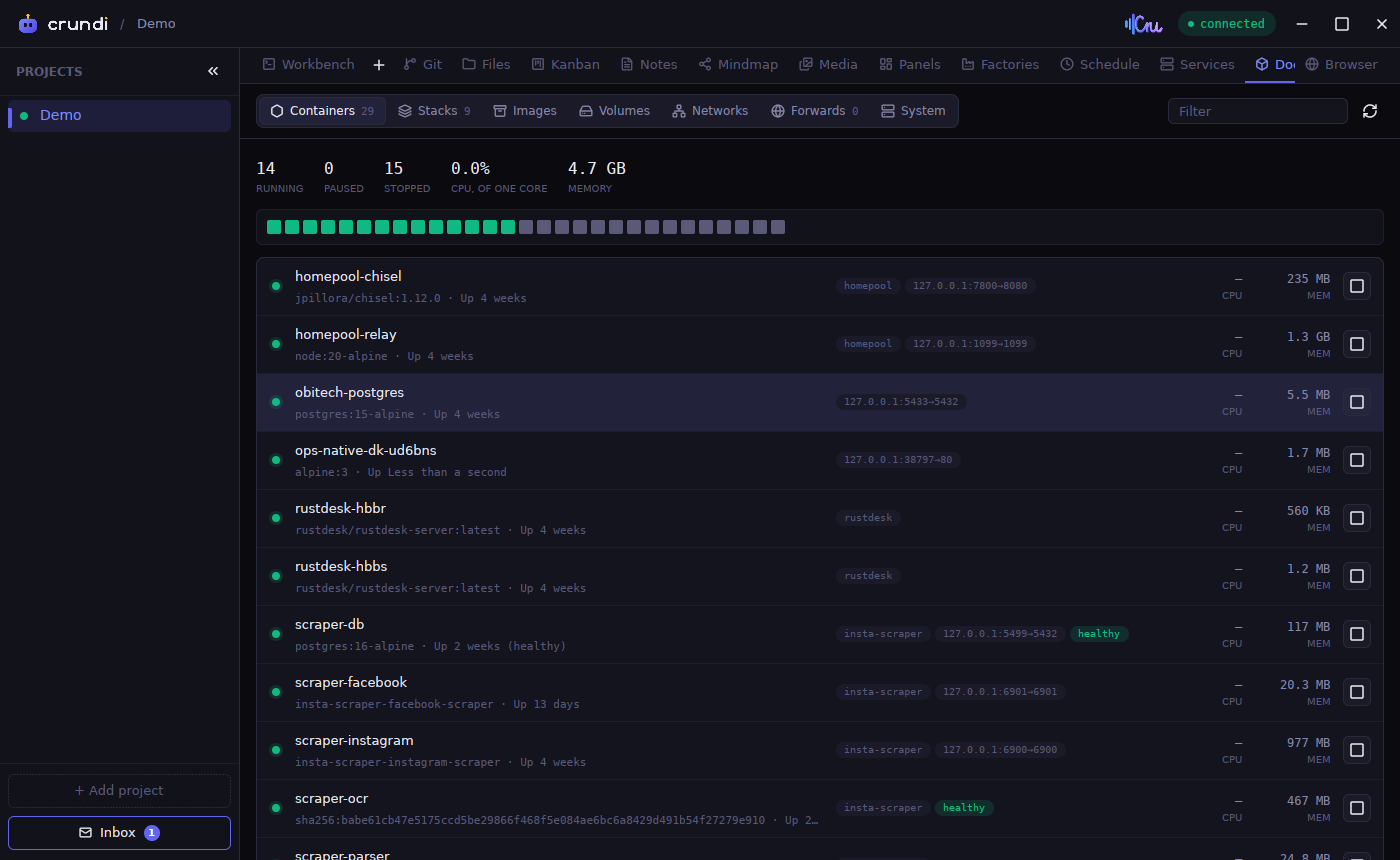 crundi / Demo
Cru
connected
PROJECTS
Workbench + Git Files Kanban Notes Mindmap Media Panels Factories Schedule Services Doc Browser
Demo
Containers 29 Stacks 9 Images Volumes Networks Forwards 0 System
Filter
14 0 15 0.0% 4.7 GB
RUNNING PAUSED STOPPED CPU, OF ONE CORE MEMORY
homepool-chisel
jpillora/chisel:1.12.0 · Up 4 weeks
homepool 127.0.0.1:7800→8080
— CPU
235 MB MEM
homepool-relay
node:20-alpine · Up 4 weeks
homepool 127.0.0.1:1099→1099
— CPU
1.3 GB MEM
obitech-postgres
postgres:15-alpine · Up 4 weeks
127.0.0.1:5433→5432
— CPU
5.5 MB MEM
ops-native-dk-ud6bns
alpine:3 · Up Less than a second
127.0.0.1:38797→80
— CPU
1.7 MB MEM
rustdesk-hbbr
rustdesk/rustdesk-server:latest · Up 4 weeks
rustdesk
— CPU
560 KB MEM
rustdesk-hbbs
rustdesk/rustdesk-server:latest · Up 4 weeks
rustdesk
— CPU
1.2 MB MEM
scraper-db
postgres:16-alpine · Up 2 weeks (healthy)
insta-scraper 127.0.0.1:5499→5432 healthy
— CPU
117 MB MEM
scraper-facebook
insta-scraper-facebook-scraper · Up 13 days
insta-scraper 127.0.0.1:6901→6901
— CPU
20.3 MB MEM
scraper-instagram
insta-scraper-instagram-scraper · Up 4 weeks
insta-scraper 127.0.0.1:6900→6900
— CPU
977 MB MEM
scraper-ocr
sha256:babe61cb47e5175ccd5be29866f468f5e084ae6bc6a8429d491b54f27279e910 · Up 2…
insta-scraper healthy
— CPU
467 MB MEM
scraper-parser
24.8 MB
+ Add project
Inbox 1